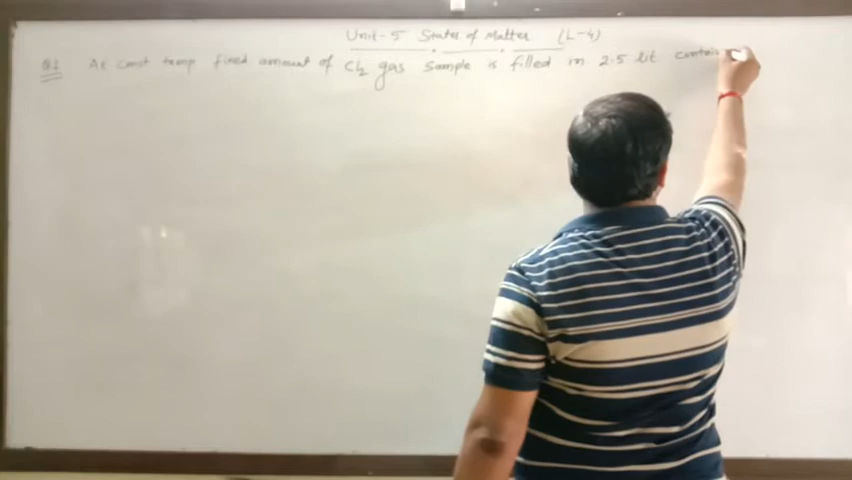 Unit-5 States of Matter (L-4)
Q1 At const temp fixed amount of Cl2 gas sample is filled in 2.5 lit contai